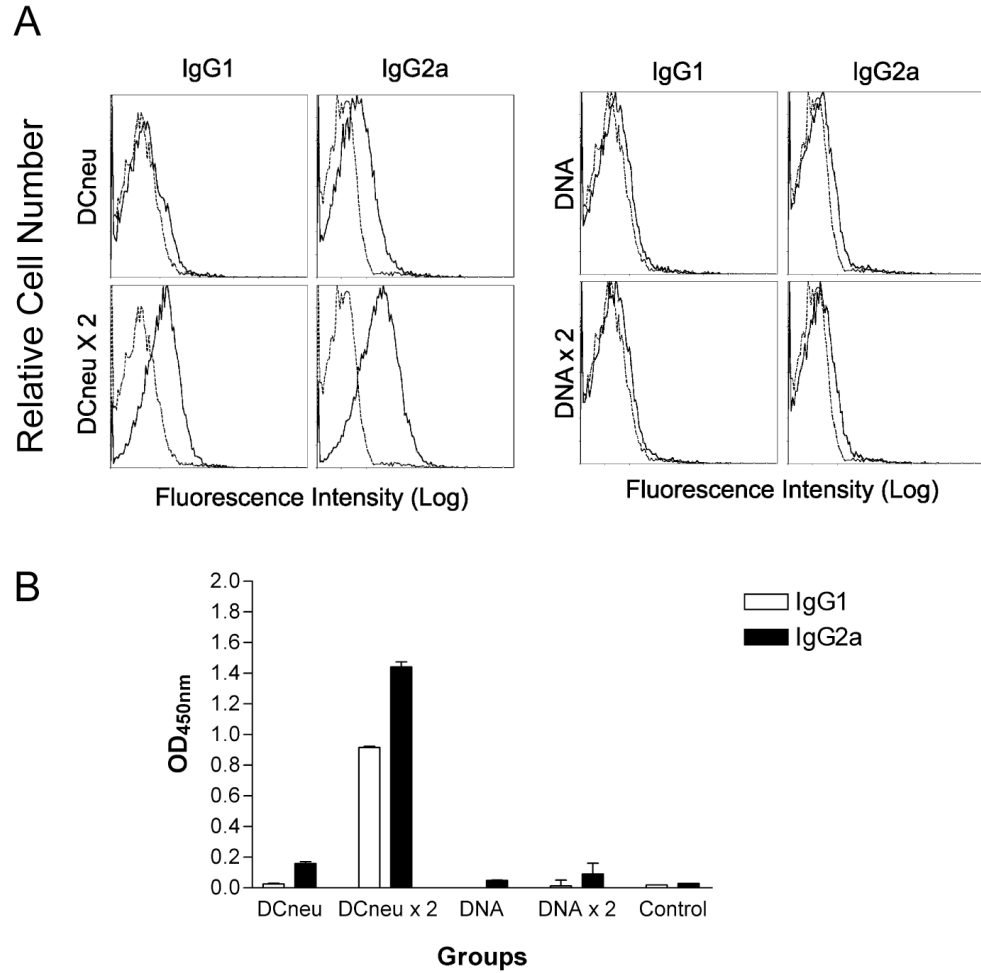 A
IgG1
IgG2a
IgG1
IgG2a
Relative Cell Number
DCneu
DCneu X 2
DNA
DNA x 2
Fluorescence Intensity (Log)
Fluorescence Intensity (Log)
B
2.0
1.8
1.6
1.4
1.2
1.0
0.8
0.6
0.4
0.2
0.0
OD450nm
IgG1
IgG2a
DCneu
DCneu x 2
DNA
DNA x 2
Control
Groups